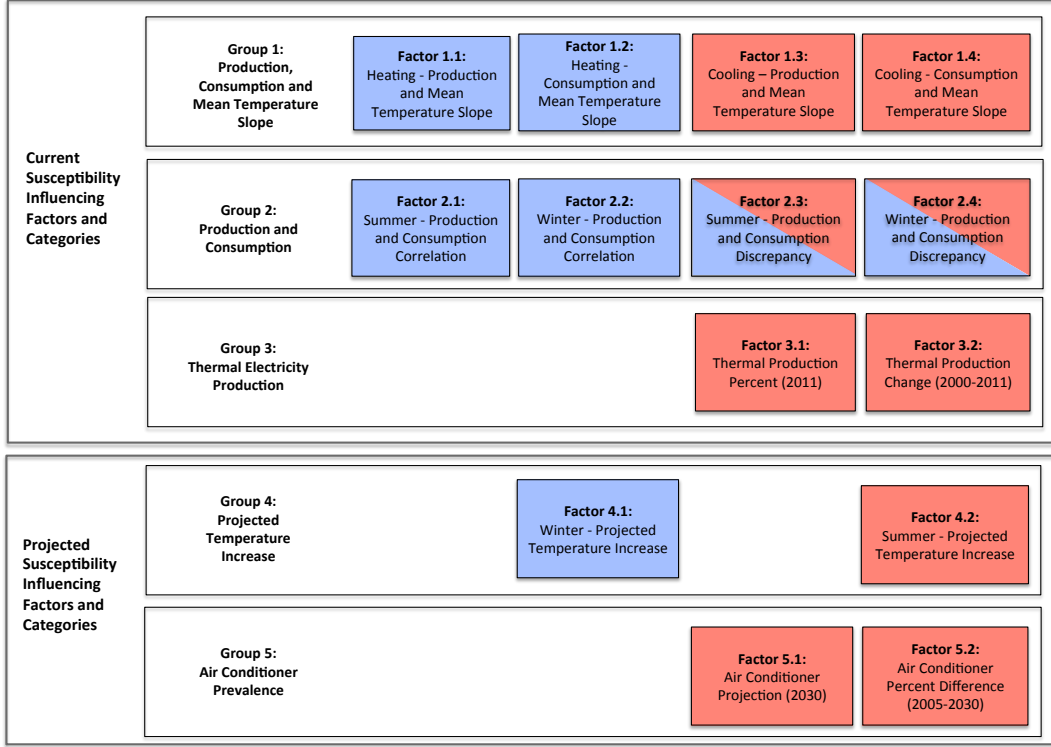 Current
Susceptibility
Influencing
Factors and
Categories
Group 1:
Production,
Consumption and
Mean Temperature
Slope
Factor 1.1:
Heating - Production
and Mean
Temperature Slope
Factor 1.2:
Heating -
Consumption and
Mean Temperature
Slope
Factor 1.3:
Cooling – Production
and Mean
Temperature Slope
Factor 1.4:
Cooling - Consumption
and Mean
Temperature Slope
Group 2:
Production and
Consumption
Factor 2.1:
Summer - Production
and Consumption
Correlation
Factor 2.2:
Winter - Production
and Consumption
Correlation
Factor 2.3:
Summer - Production
and Consumption
Discrepancy
Factor 2.4:
Winter - Production
and Consumption
Discrepancy
Group 3:
Thermal Electricity
Production
Factor 3.1:
Thermal Production
Percent (2011)
Factor 3.2:
Thermal Production
Change (2000-2011)
Projected
Susceptibility
Influencing
Factors and
Categories
Group 4:
Projected
Temperature
Increase
Factor 4.1:
Winter - Projected
Temperature Increase
Factor 4.2:
Summer - Projected
Temperature Increase
Group 5:
Air Conditioner
Prevalence
Factor 5.1:
Air Conditioner
Projection (2030)
Factor 5.2:
Air Conditioner
Percent Difference
(2005-2030)